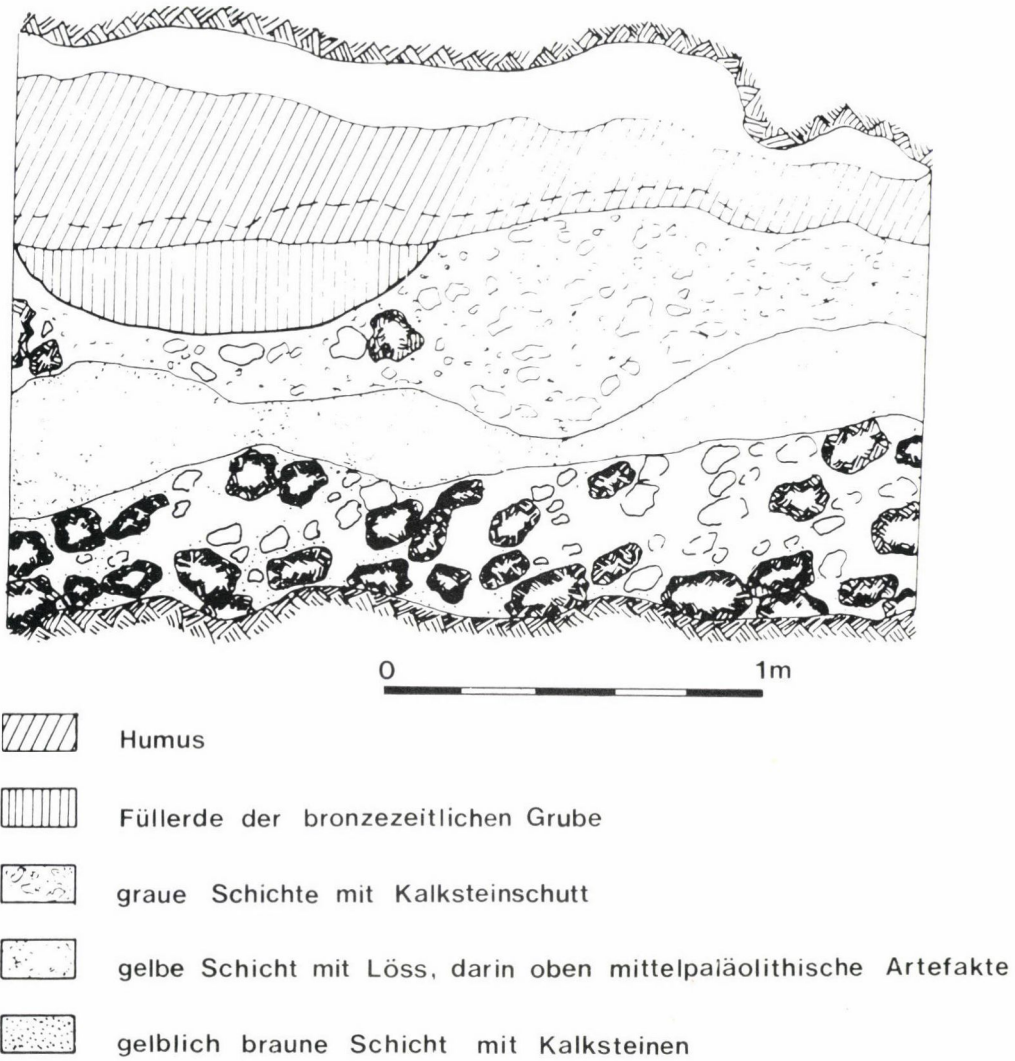 0 1m
Humus
Füllerde der bronzezeitlichen Grube
graue Schichte mit Kalksteinschutt
gelbe Schicht mit Löss, darin oben mittelpaläolithische Artefakte
gelblich braune Schicht mit Kalksteinen